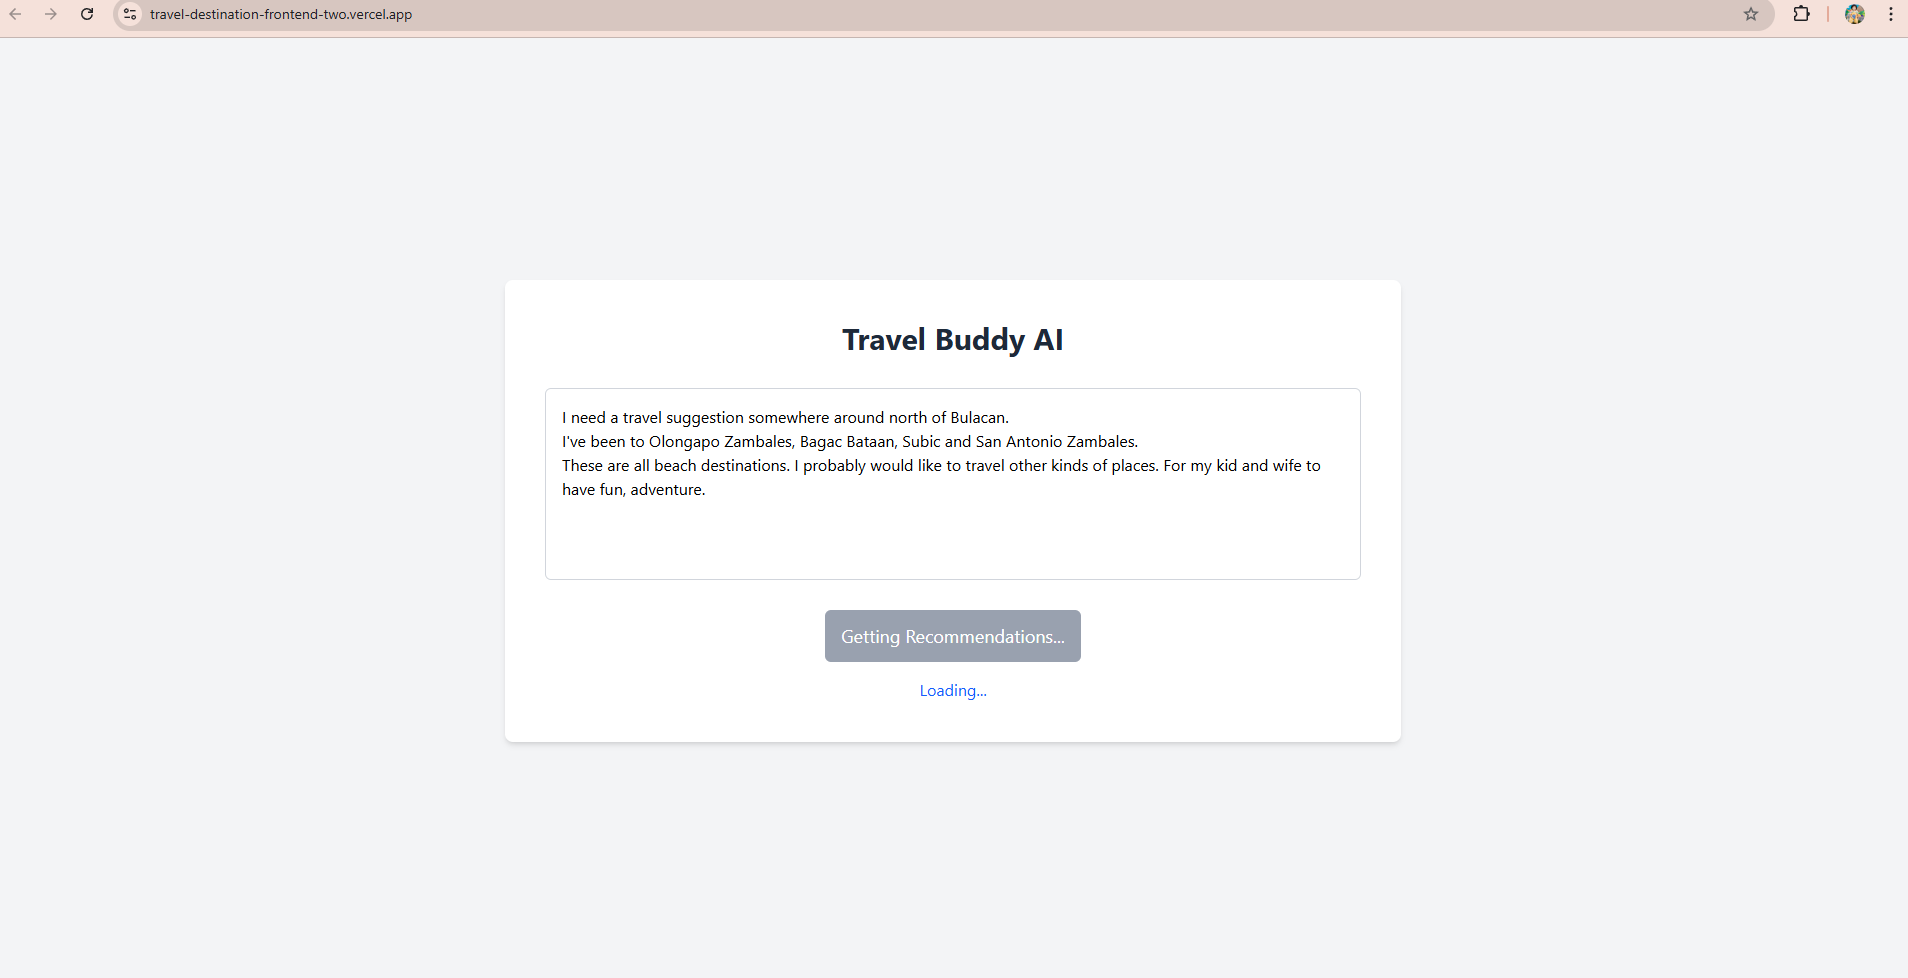 travel-destination-frontend-two.vercel.app
Travel Buddy AI
I need a travel suggestion somewhere around north of Bulacan.
I've been to Olongapo Zambales, Bagac Bataan, Subic and San Antonio Zambales.
These are all beach destinations. I probably would like to travel other kinds of places. For my kid and wife to
have fun, adventure.
Getting Recommendations...
Loading...